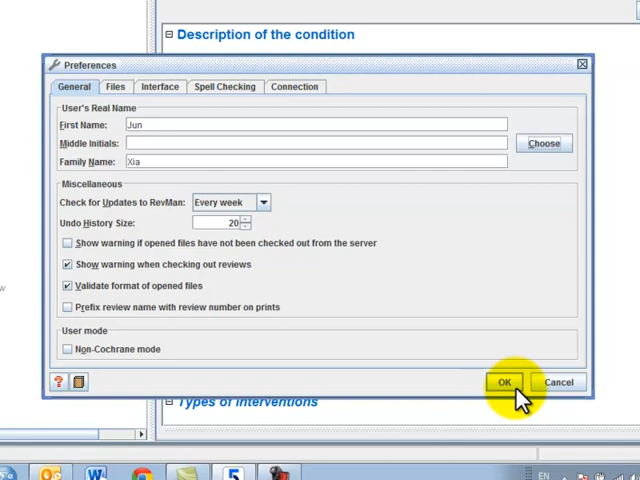 Description of the condition
Preferences
General Files Interface Spell Checking Connection
User's Real Name
First Name: Jun
Middle Initials:
Choose
Family Name: Xia
Miscellaneous
Check for Updates to RevMan: Every week
Undo History Size: 20
Show warning if opened files have not been checked out from the server
Show warning when checking out reviews
Validate format of opened files
Prefix review name with review number on prints
User mode
Non-Cochrane mode
? OK Cancel
Types of interventions
W 5 EN